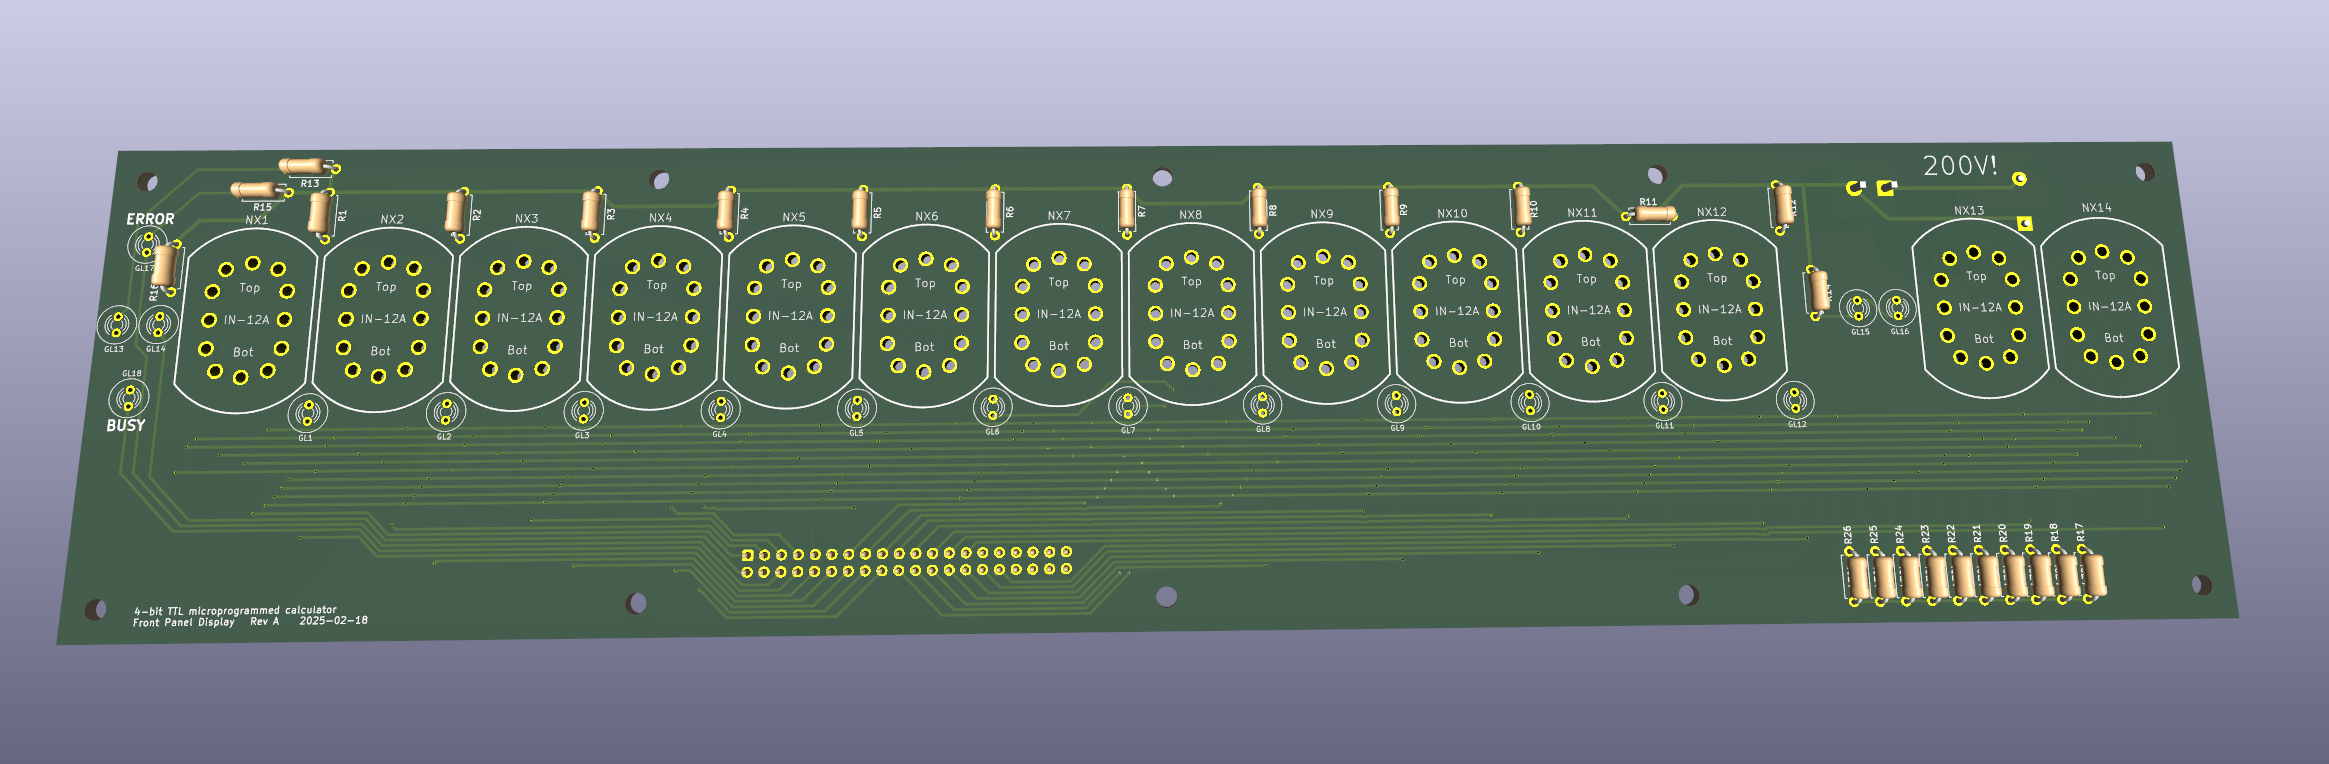 200V!
R13
R15
R1
R2
R3
R4
R5
R6
R7
R8
R9
R10
R11
R12
ERROR
NX1
NX2
NX3
NX4
NX5
NX6
NX7
NX8
NX9
NX10
NX11
NX12
NX13
NX14
GL17
R16
R14
Top
Top
Top
Top
Top
Top
Top
Top
Top
Top
Top
Top
Top
Top
IN-12A
IN-12A
IN-12A
IN-12A
IN-12A
IN-12A
IN-12A
IN-12A
IN-12A
IN-12A
IN-12A
IN-12A
IN-12A
IN-12A
GL13
GL14
GL15
GL16
Bot
Bot
Bot
Bot
Bot
Bot
Bot
Bot
Bot
Bot
Bot
Bot
Bot
Bot
GL18
BUSY
GL1
GL2
GL3
GL4
GL5
GL6
GL7
GL8
GL9
GL10
GL11
GL12
R26
R25
R24
R23
R22
R21
R20
R19
R18
R17
4-bit TTL microprogrammed calculator
Front Panel Display Rev A 2025-02-18